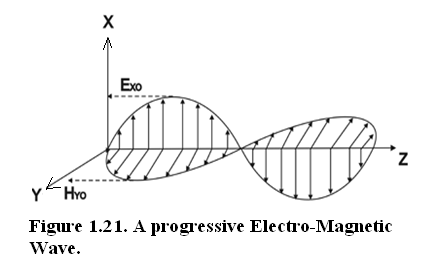 X
Exo
Z
Y
HYO
Figure 1.21. A progressive Electro-Magnetic
Wave.